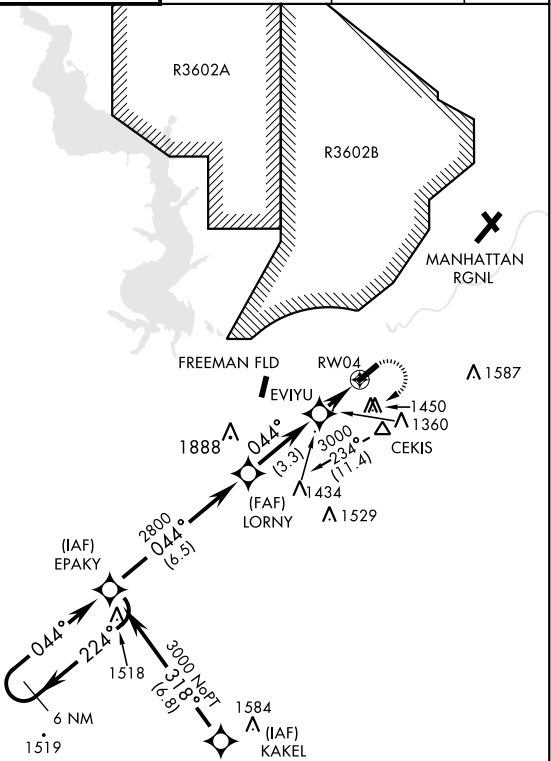 R3602A
R3602B
MANHATTAN
RGNL
FREEMAN FLD
RW04
1587
EVIYU
1450
1360
CEKIS
1888
044°
(3.3)
3000
234°
(11.4)
1434
(FAF)
LORNY
1529
2800
044°
(6.5)
(IAF)
EPAKY
044°
224°
1518
3000 NoPT
318°
(6.8)
6 NM
1519
1584
(IAF)
KAKEL